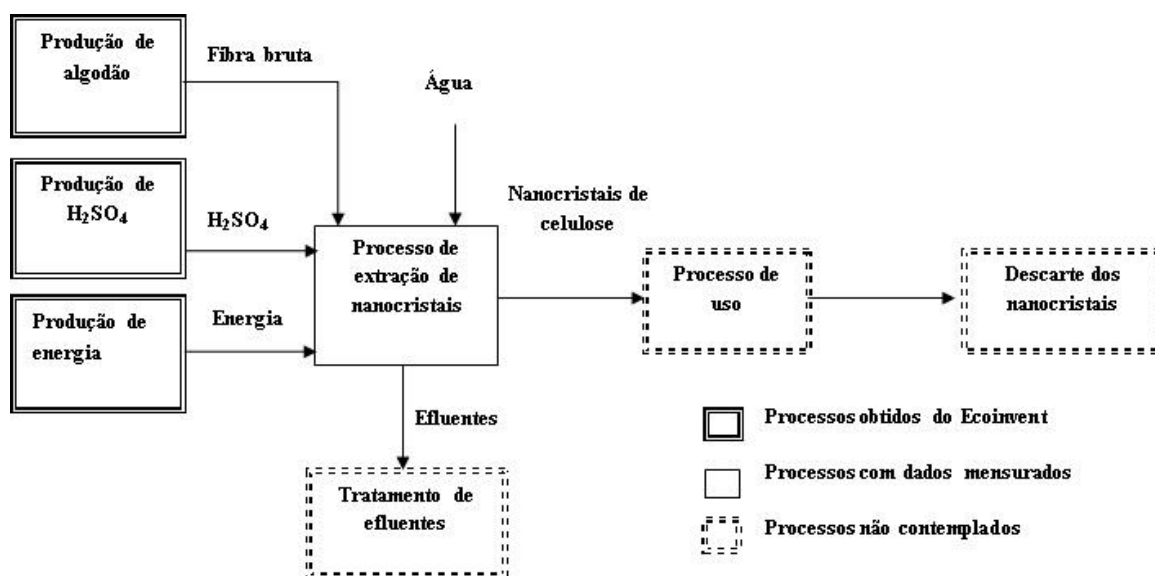 Produção de
algodão
Fibra bruta
Água
Produção de
H₂SO₄
H₂SO₄
Nanocristais de
celulose
Processo de
extração de
nanocristais
Processo de
uso
Descarte dos
nanocristais
Produção de
energia
Energia
Efluentes
Tratamento de
efluentes
Processos obtidos do Ecoinvent
Processos com dados mensurados
Processos não contemplados